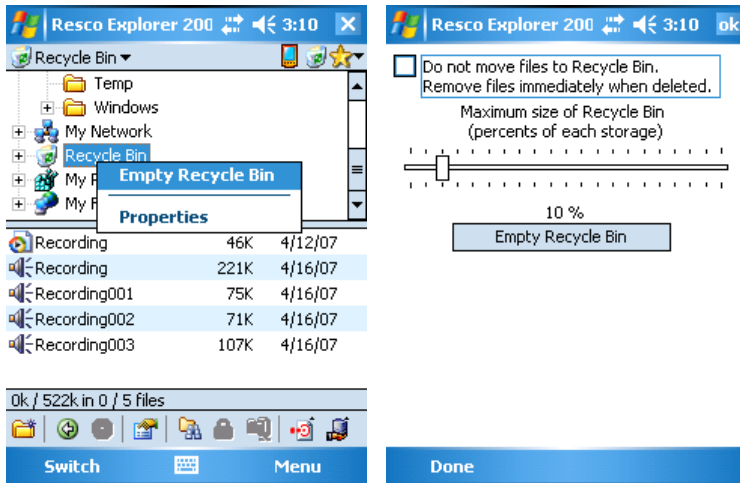 Resco Explorer 200 3:10
Recycle Bin
Temp
Windows
My Network
Recycle Bin
My F
My F
Empty Recycle Bin
Properties
Recording 46K 4/12/07
Recording 221K 4/16/07
Recording001 75K 4/16/07
Recording002 71K 4/16/07
Recording003 107K 4/16/07
0k / 522k in 0 / 5 files
Switch Menu
Resco Explorer 200 3:10 ok
Do not move files to Recycle Bin.
Remove files immediately when deleted.
Maximum size of Recycle Bin
(percents of each storage)
10 %
Empty Recycle Bin
Done